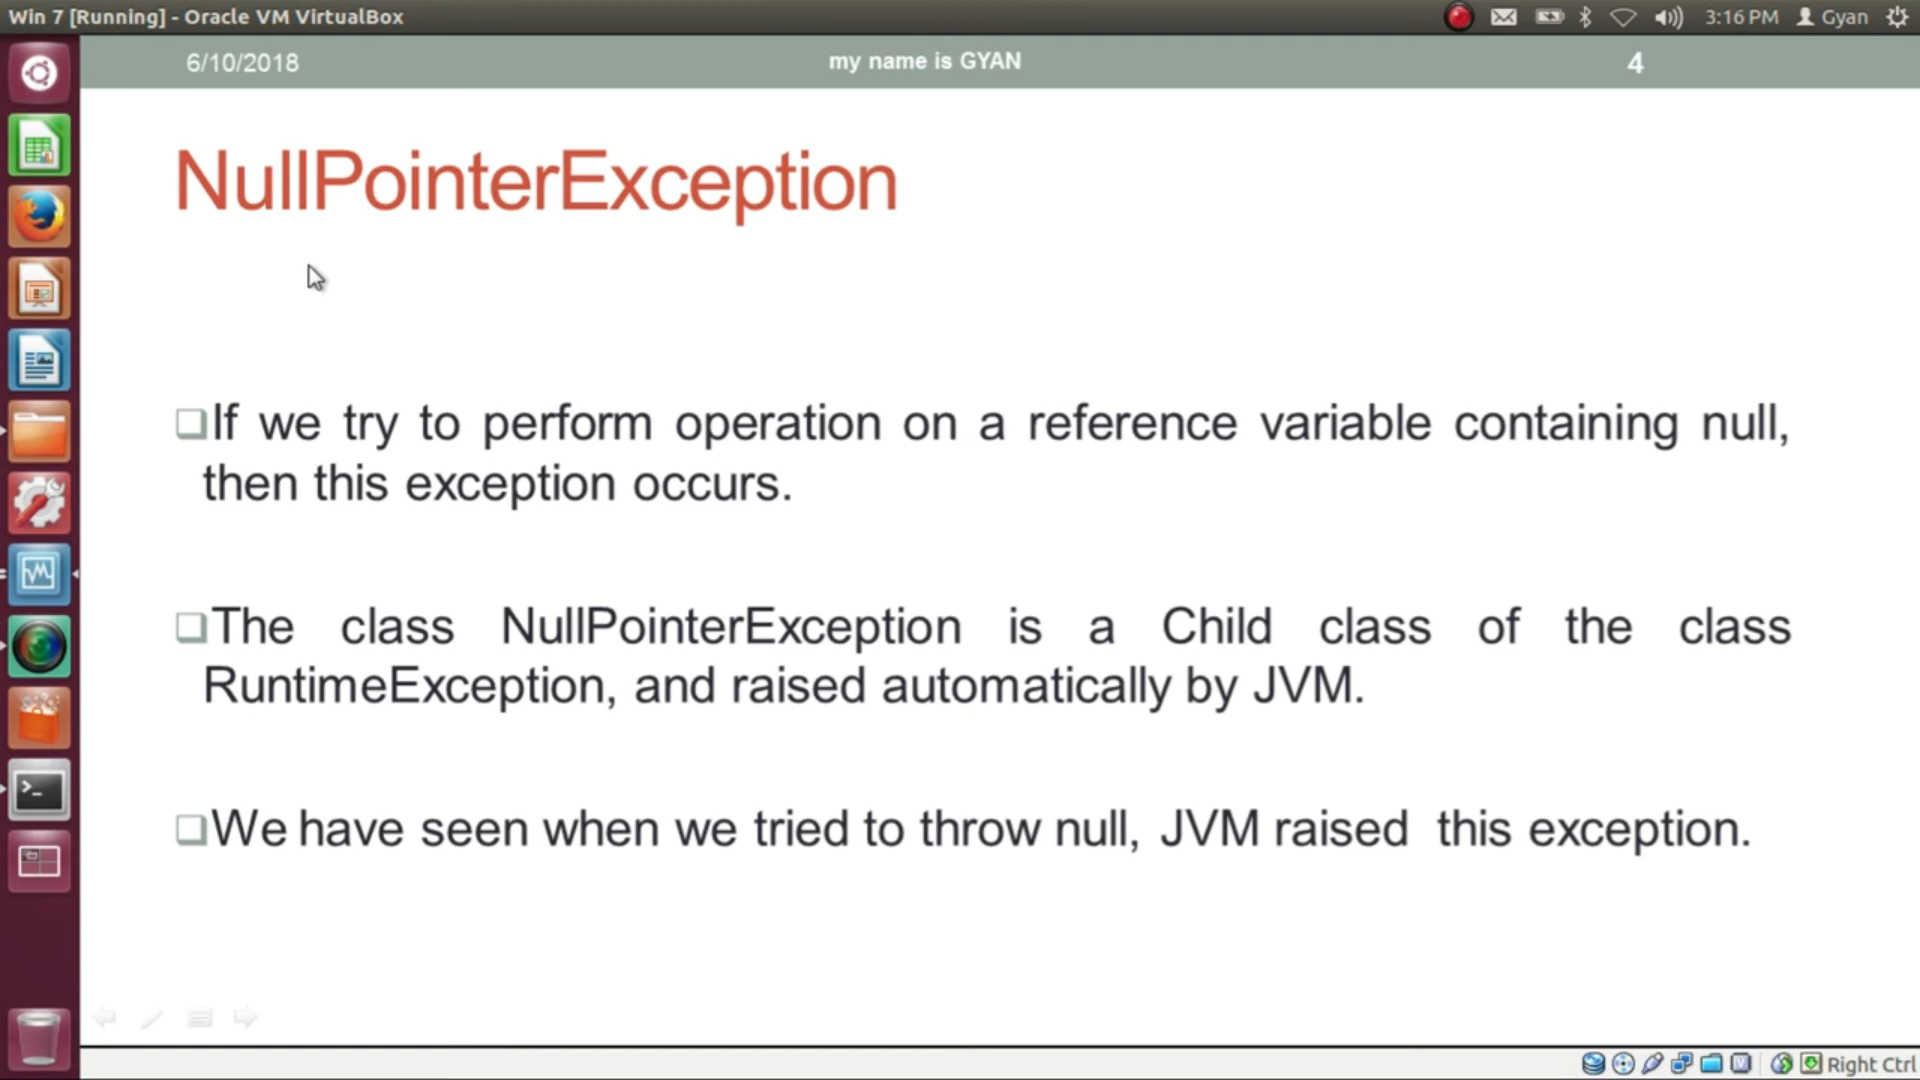 Win 7 [Running] - Oracle VM VirtualBox
3:16 PM Gyan
6/10/2018 my name is GYAN 4
NullPointerException
If we try to perform operation on a reference variable containing null,
then this exception occurs.
The class NullPointerException is a Child class of the class
RuntimeException, and raised automatically by JVM.
We have seen when we tried to throw null, JVM raised this exception.
Right Ctrl